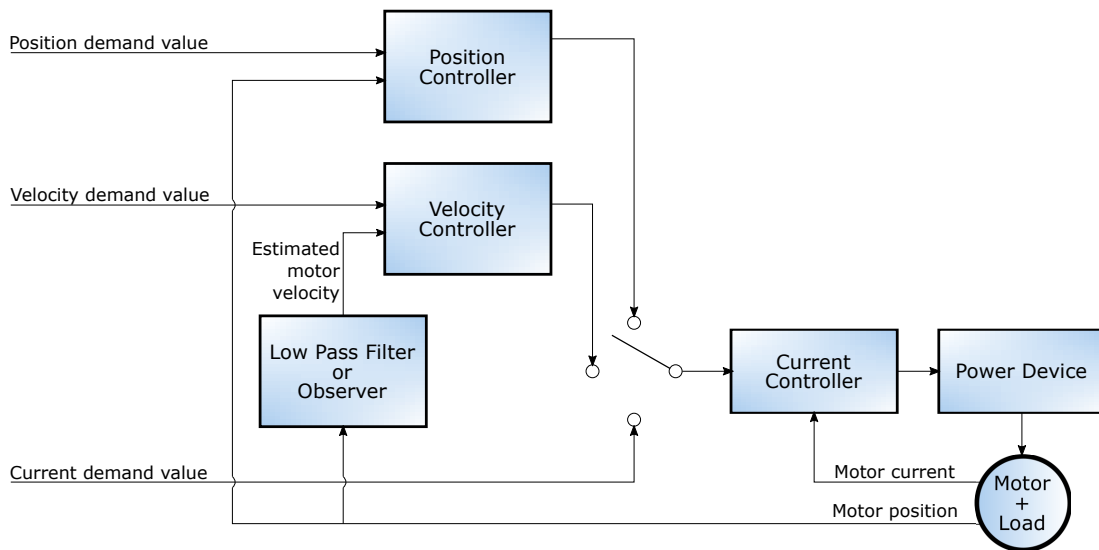 Position demand value
Position
Controller
Velocity demand value
Velocity
Controller
Estimated
motor
velocity
Low Pass Filter
or
Observer
Current
Controller
Power Device
Current demand value
Motor current
Motor position
Motor
+
Load